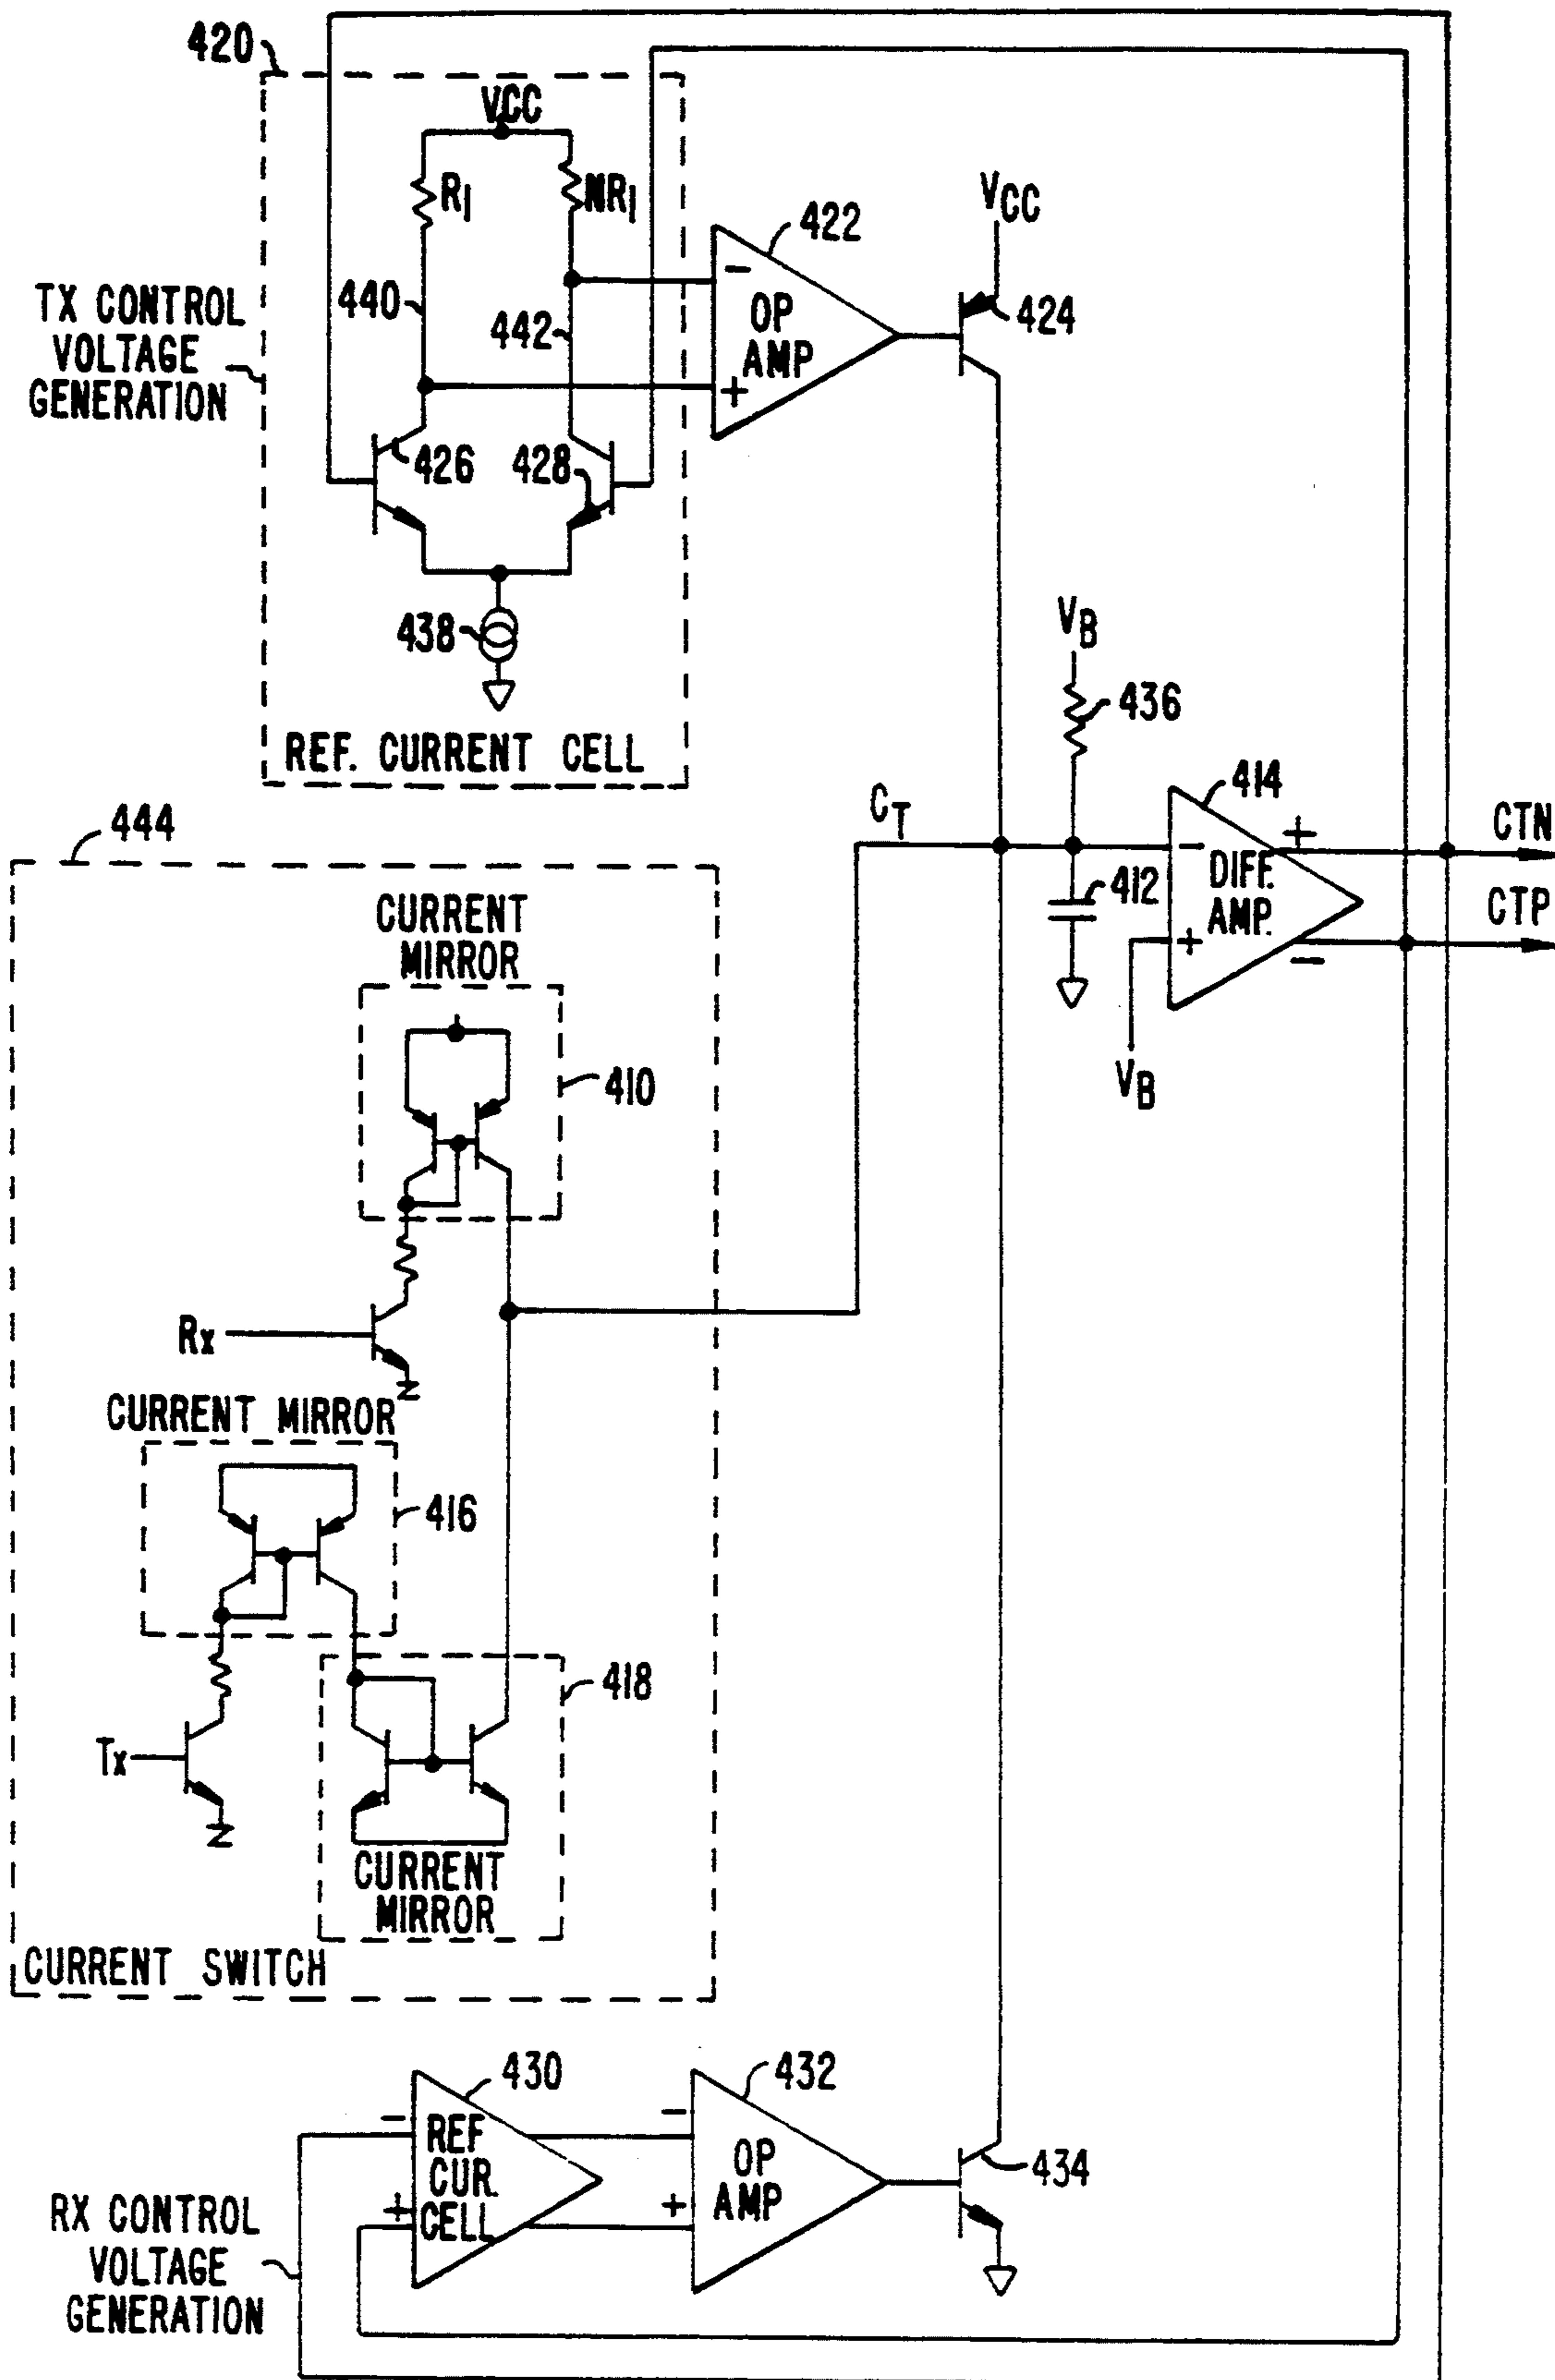 420
VCC
R1
NR1
VCC
422
440
442
-
OP
AMP
+
424
TX CONTROL
VOLTAGE
GENERATION
426
428
438
VB
436
REF. CURRENT CELL
444
CT
414
+
CTN
-
DIFF.
AMP.
412
CTP
+
-
VB
CURRENT
MIRROR
410
Rx
CURRENT MIRROR
416
418
Tx
CURRENT
MIRROR
CURRENT SWITCH
430
432
-
REF
CUR.
CELL
+
-
OP
AMP
+
434
RX CONTROL
VOLTAGE
GENERATION